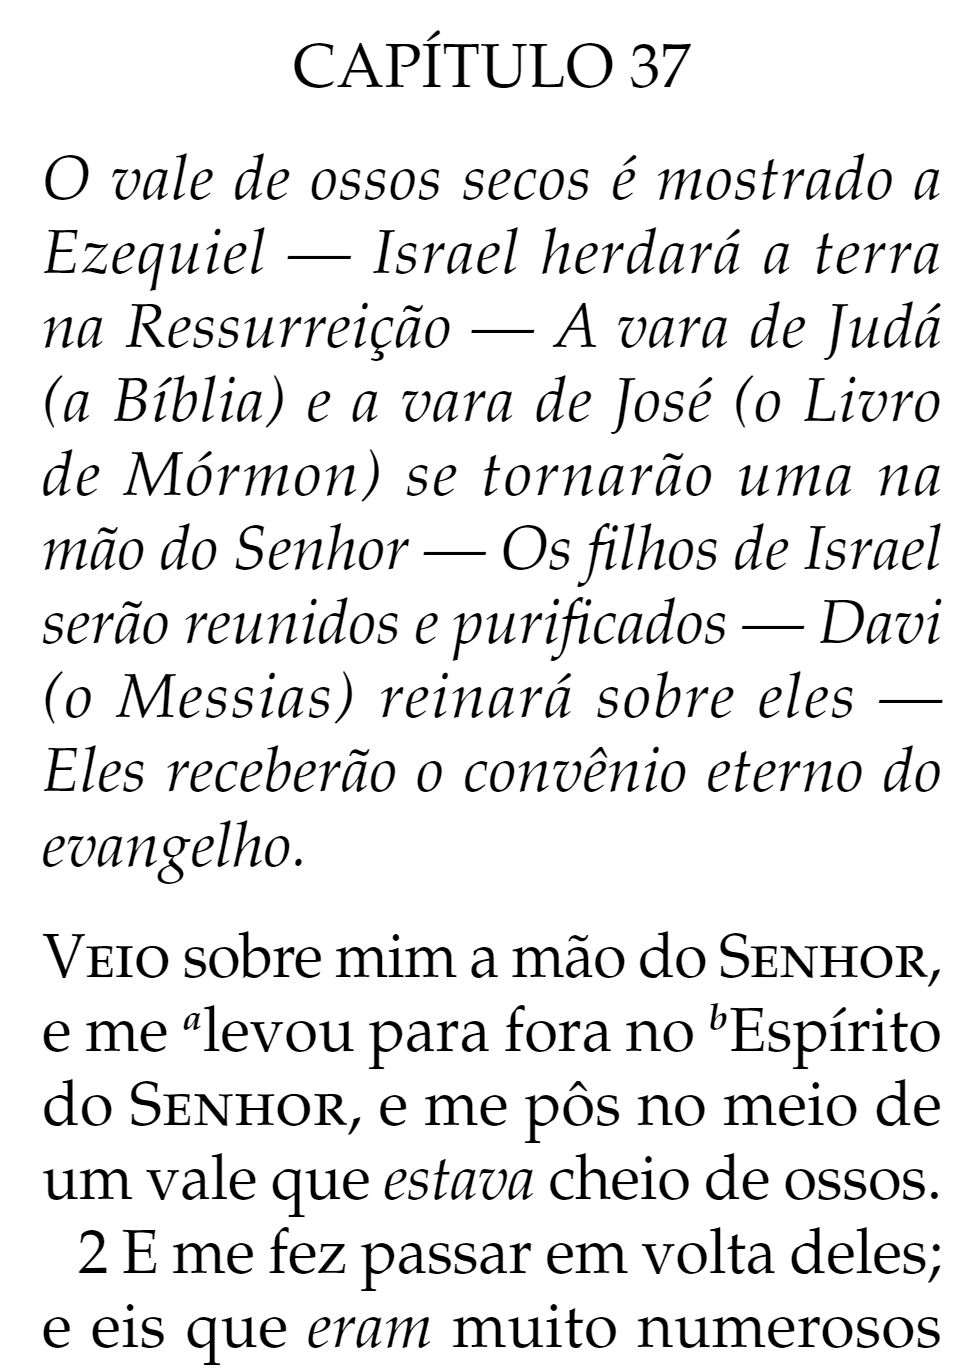 CAPÍTULO 37
O vale de ossos secos é mostrado a
Ezequiel — Israel herdará a terra
na Ressurreição — A vara de Judá
(a Bíblia) e a vara de José (o Livro
de Mórmon) se tornarão uma na
mão do Senhor — Os filhos de Israel
serão reunidos e purificados — Davi
(o Messias) reinará sobre eles —
Eles receberão o convênio eterno do
evangelho.
VEIO sobre mim a mão do SENHOR,
e me alevou para fora no bEspírito
do SENHOR, e me pôs no meio de
um vale que estava cheio de ossos.
2 E me fez passar em volta deles;
e eis que eram muito numerosos